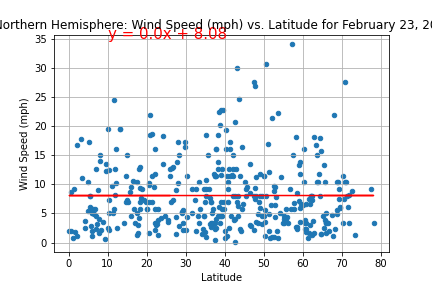 Northern Hemisphere: Wind Speed (mph) vs. Latitude for February 23, 20
y = 0.0x + 8.08
35
30
25
20
15
10
5
0
Wind Speed (mph)
0 10 20 30 40 50 60 70 80
Latitude